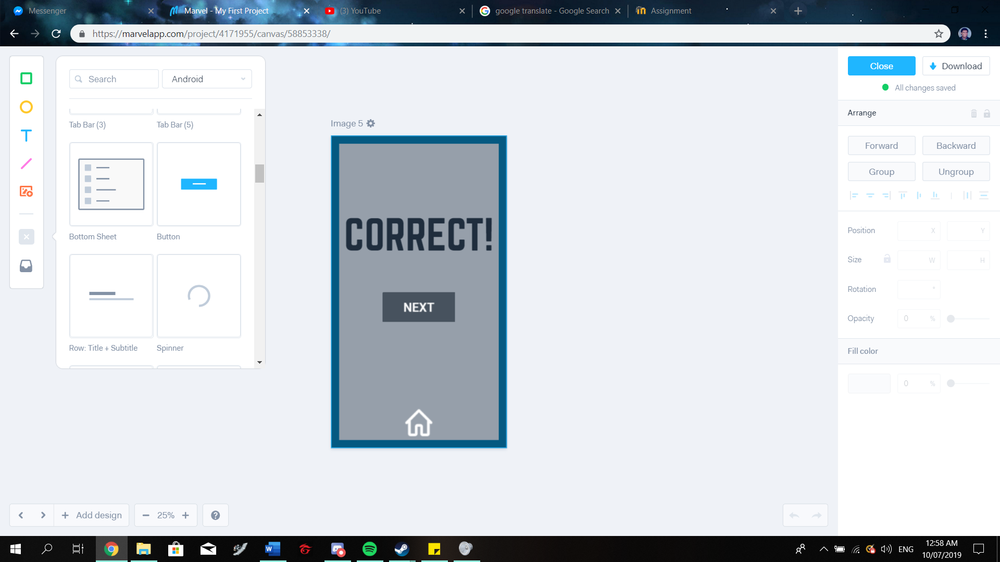 Messenger
Marvel - My First Project
(3) YouTube
google translate - Google Search
Assignment
https://marvelapp.com/project/4171955/canvas/58853338/
Search
Android
Tab Bar (3)
Tab Bar (5)
Bottom Sheet
Button
Row: Title + Subtitle
Spinner
Image 5
CORRECT!
NEXT
Close
Download
All changes saved
Arrange
Forward
Backward
Group
Ungroup
Position
X
Y
Size
W
H
Rotation
°
Opacity
0
%
Fill color
0
%
Add design
25%
ENG
12:58 AM
10/07/2019